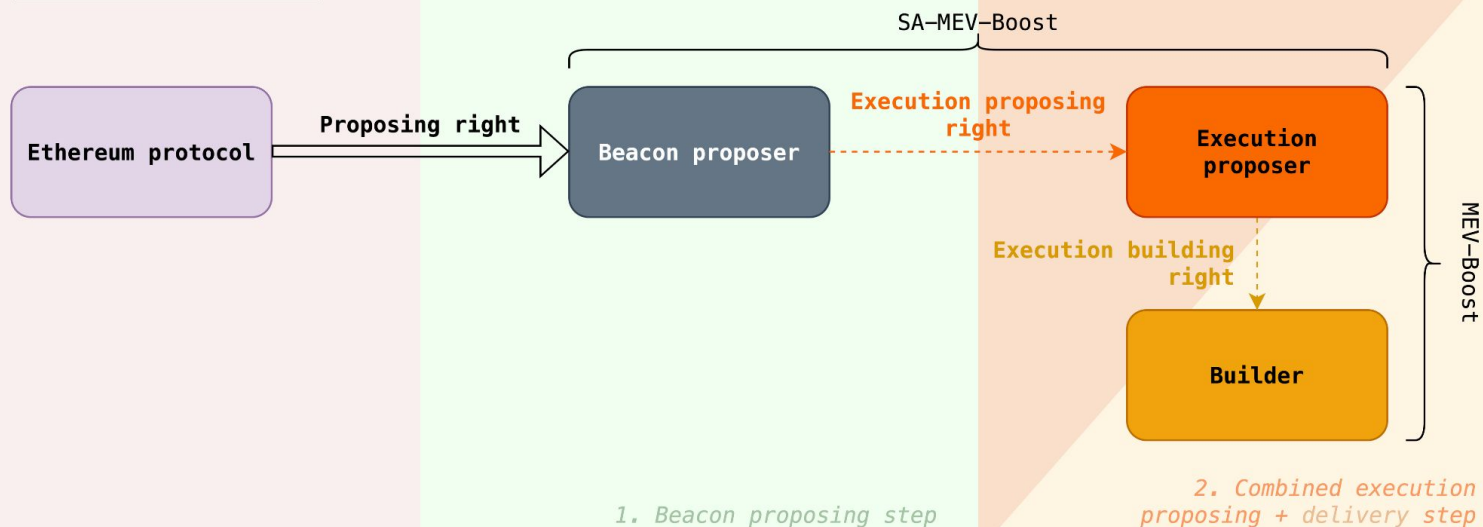 SA-MEV-Boost
Ethereum protocol
Proposing right
Beacon proposer
Execution proposing
right
Execution
proposer
Execution building
right
Builder
MEV-Boost
1. Beacon proposing step
2. Combined execution
proposing + delivery step